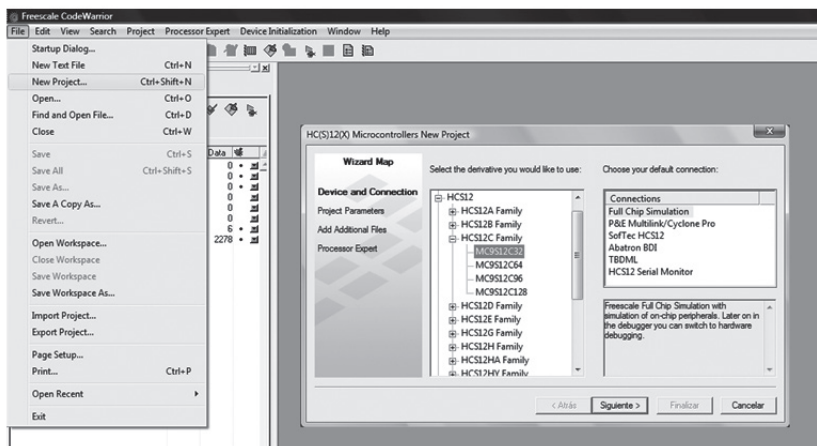 Freescale CodeWarrior
File Edit View Search Project Processor Expert Device Initialization Window Help
Startup Dialog...
New Text File Ctrl+N
New Project... Ctrl+Shift+N
Open... Ctrl+O
Find and Open File... Ctrl+D
Close Ctrl+W
Save Ctrl+S
Save All Ctrl+Shift+S
Save As...
Save A Copy As...
Revert...
Open Workspace...
Close Workspace
Save Workspace
Save Workspace As...
Import Project...
Export Project...
Page Setup...
Print... Ctrl+P
Open Recent
Exit
Data
0
0
0
0
0
0
6
2278
HC(S)12(X) Microcontrollers New Project
Wizard Map
Device and Connection
Project Parameters
Add Additional Files
Processor Expert
Select the derivative you would like to use:
HCS12
HCS12A Family
HCS12B Family
HCS12C Family
MC9S12C32
MC9S12C64
MC9S12C96
MC9S12C128
HCS12D Family
HCS12E Family
HCS12G Family
HCS12H Family
HCS12HA Family
HCS12HY Family
Choose your default connection:
Connections
Full Chip Simulation
P&E Multilink/Cyclone Pro
SofTec HCS12
Abatron BDI
TBDML
HCS12 Serial Monitor
Freescale Full Chip Simulation with
simulation of on-chip peripherals. Later on in
the debugger you can switch to hardware
debugging.
< Atrás Siguiente > Finalizar Cancelar